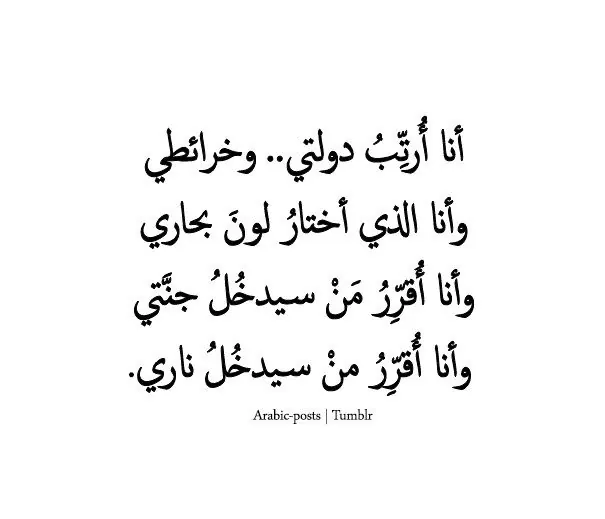 أنا أُرتِّبُ دولتي.. وخرائطي
وأنا الذي أختارُ لونَ بحاري
وأنا أُقرِّرُ مَنْ سيدخُلُ جنَّتي
وأنا أُقرِّرُ منْ سيدخُلُ ناري.
Arabic-posts | Tumblr